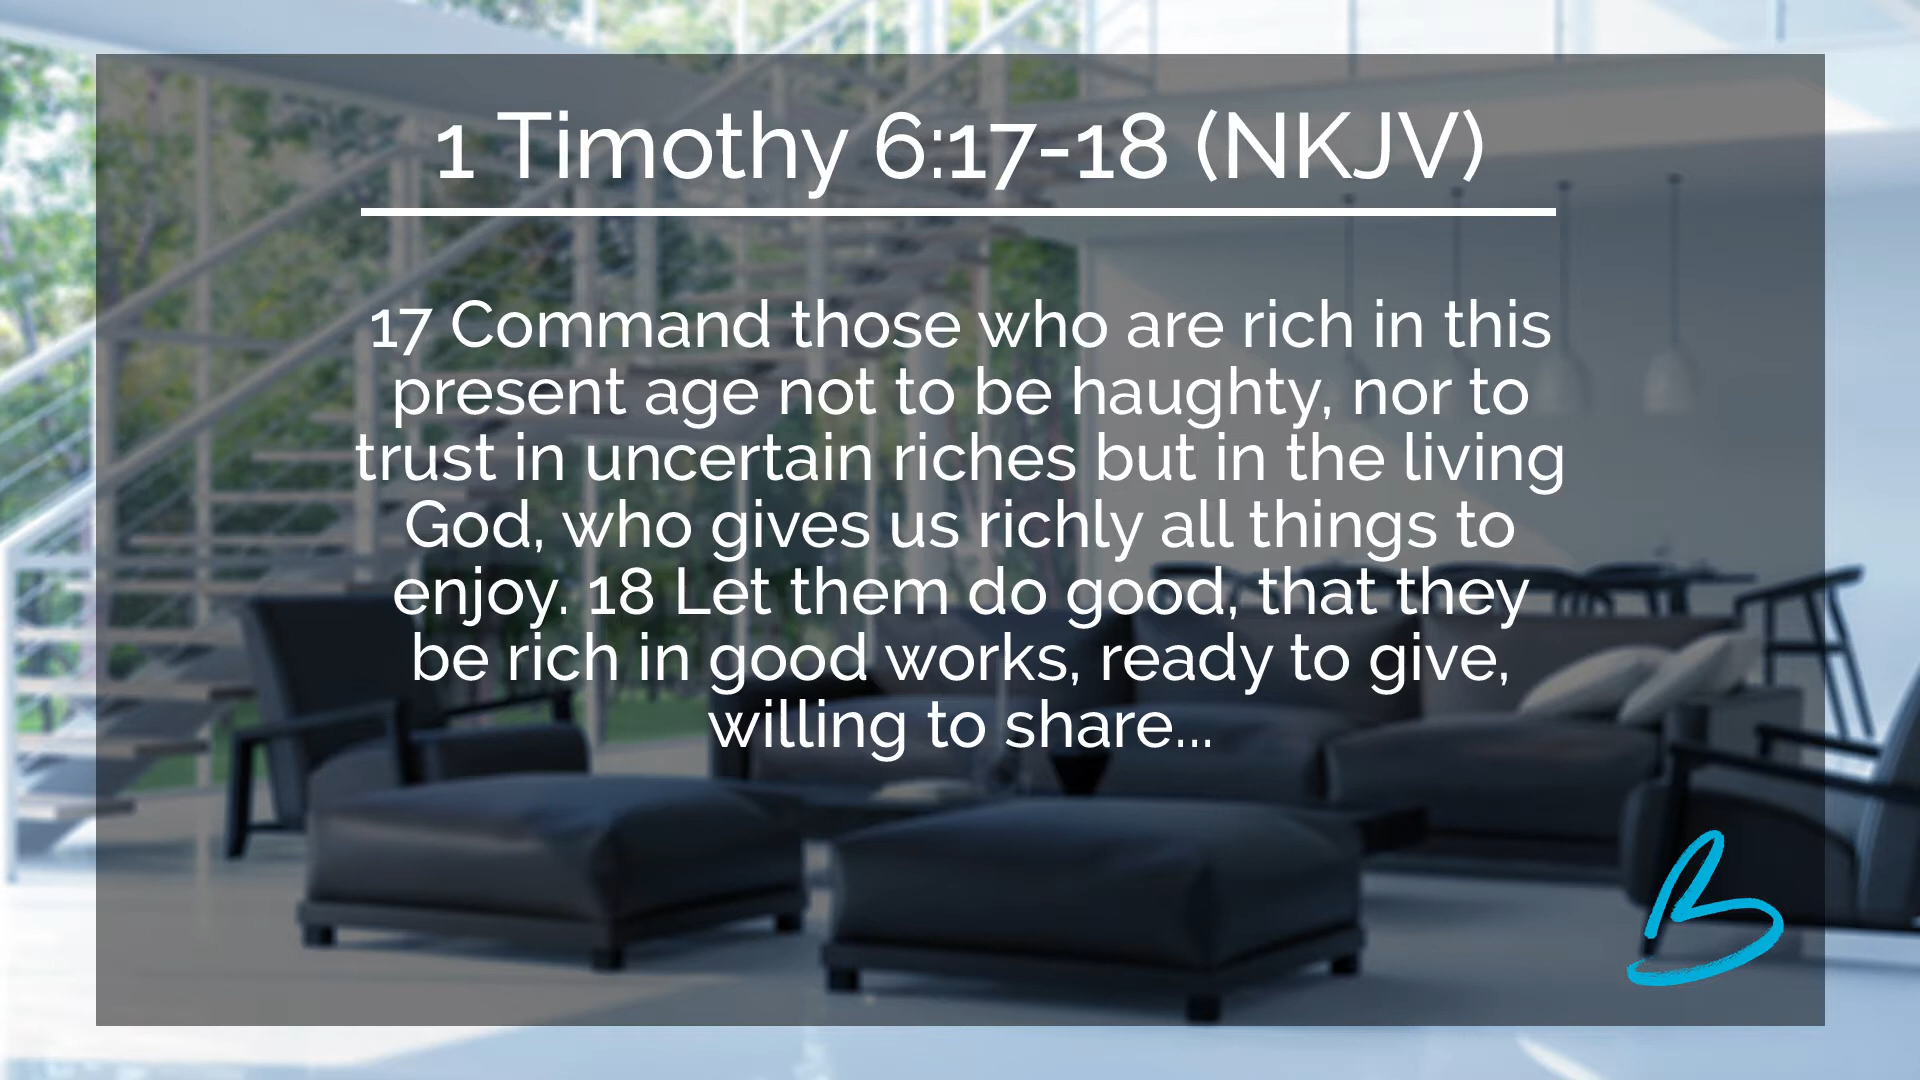 1 Timothy 6:17-18 (NKJV)
17 Command those who are rich in this
present age not to be haughty, nor to
trust in uncertain riches but in the living
God, who gives us richly all things to
enjoy. 18 Let them do good, that they
be rich in good works, ready to give,
willing to share...
B